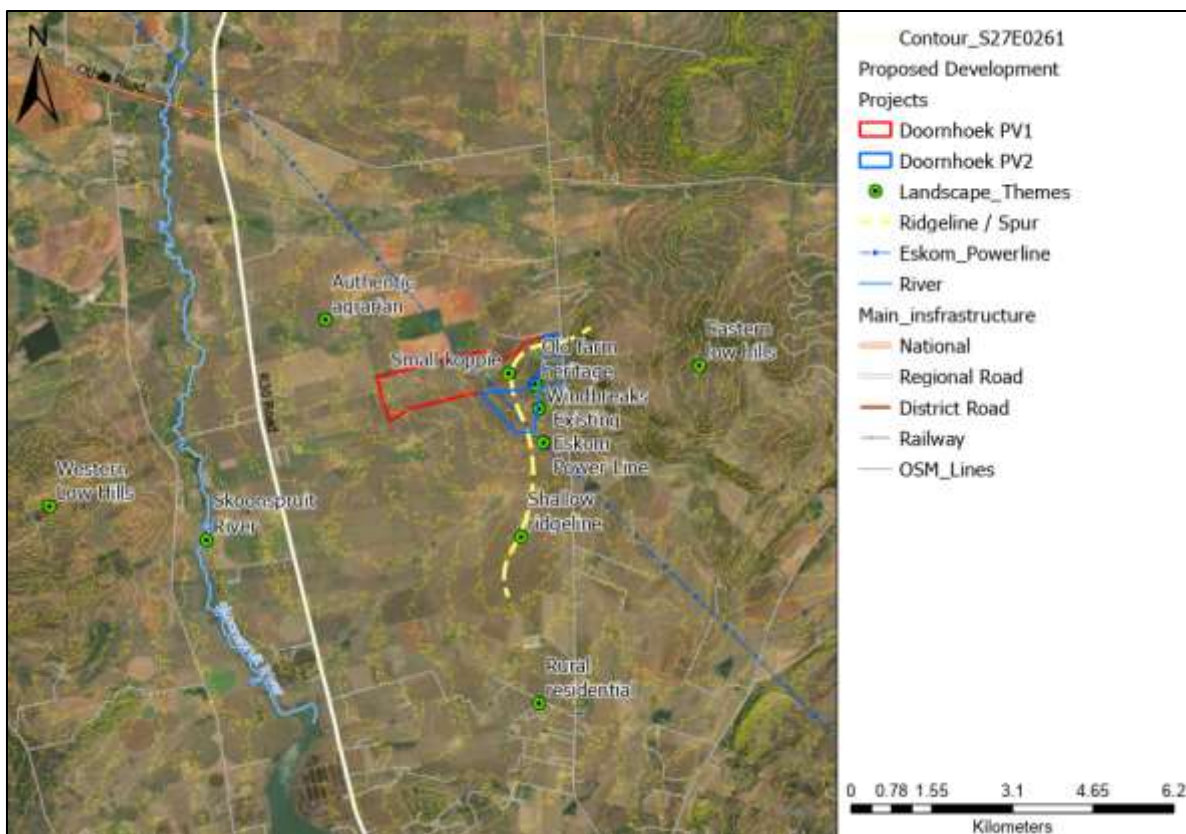 N
Contour_S27E0261
Proposed Development
Projects
Doornhoek PV1
Doornhoek PV2
Landscape_Themes
Ridgeline / Spur
Eskom_Powerline
River
Main_insfrastructure
National
Regional Road
District Road
Railway
OSM_Lines
Road
Authentic
agrarian
Small koppie
Old farm
heritage
Windbreaks
Existing
Eskom
Power Line
Eastern
low hills
Road
Western
Low Hills
Skoonspruit
River
Shallow
ridgeline
Rural
residential
0 0.78 1.55 3.1 4.65 6.2
Kilometers